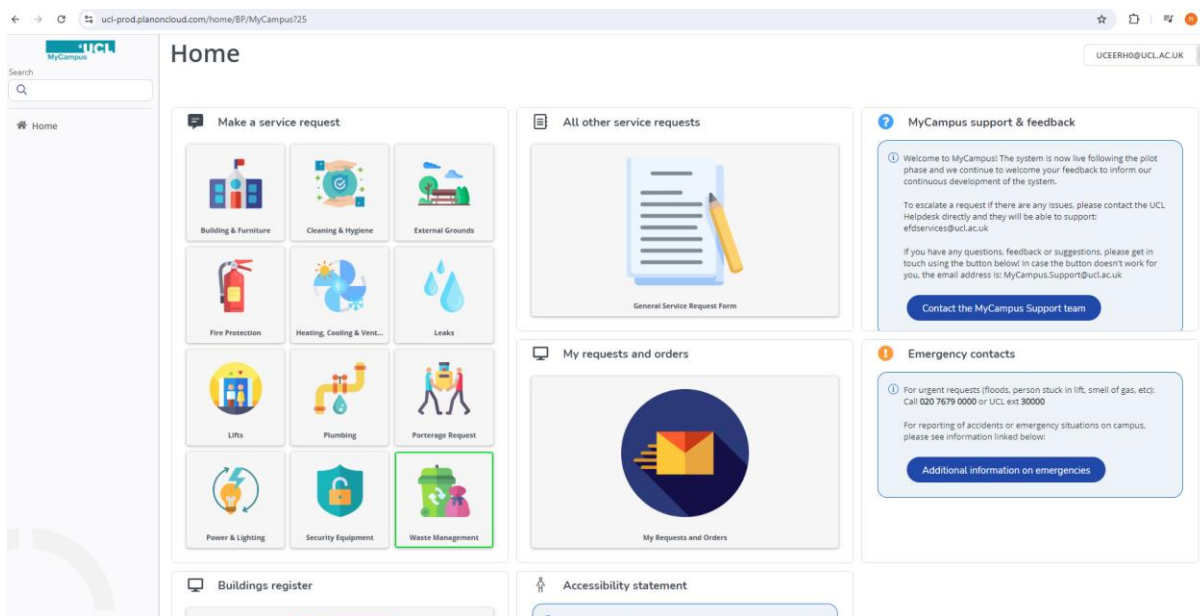 ucl-prod.planoncloud.com/home/BP/MyCampus?25
UCL
MyCampus
Search
Home
Home
UCEERH0@UCL.AC.UK
Make a service request
Building & Furniture
Cleaning & Hygiene
External Grounds
Fire Protection
Heating, Cooling & Vent...
Leaks
Lifts
Plumbing
Porterage Request
Power & Lighting
Security Equipment
Waste Management
Buildings register
All other service requests
General Service Request Form
My requests and orders
My Requests and Orders
Accessibility statement
MyCampus support & feedback
Welcome to MyCampus! The system is now live following the pilot
phase and we continue to welcome your feedback to inform our
continuous development of the system.
To escalate a request if there are any issues, please contact the UCL
Helpdesk directly and they will be able to support:
efdservices@ucl.ac.uk
If you have any questions, feedback or suggestions, please get in
touch using the button below! In case the button doesn't work for
you, the email address is: MyCampus.Support@ucl.ac.uk
Contact the MyCampus Support team
Emergency contacts
For urgent requests (floods, person stuck in lift, smell of gas, etc):
Call 020 7679 0000 or UCL ext 30000
For reporting of accidents or emergency situations on campus,
please see information linked below:
Additional information on emergencies